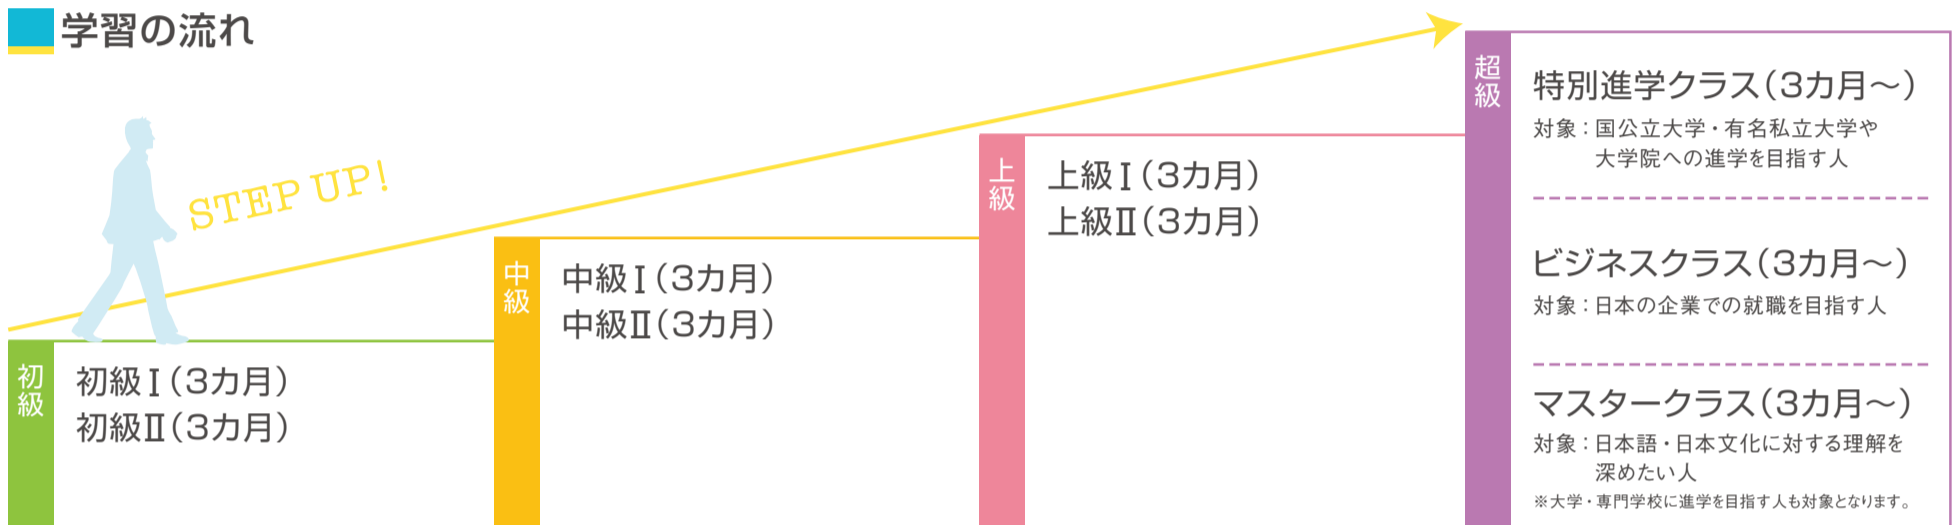 学習の流れ
STEP UP!
初級
初級Ⅰ(3カ月)
初級Ⅱ(3カ月)
中級
中級Ⅰ(3カ月)
中級Ⅱ(3カ月)
上級
上級Ⅰ(3カ月)
上級Ⅱ(3カ月)
超級
特別進学クラス(3カ月〜)
対象:国公立大学・有名私立大学や
大学院への進学を目指す人
ビジネスクラス(3カ月〜)
対象:日本の企業での就職を目指す人
マスタークラス(3カ月〜)
対象:日本語・日本文化に対する理解を
深めたい人
※大学・専門学校に進学を目指す人も対象となります。